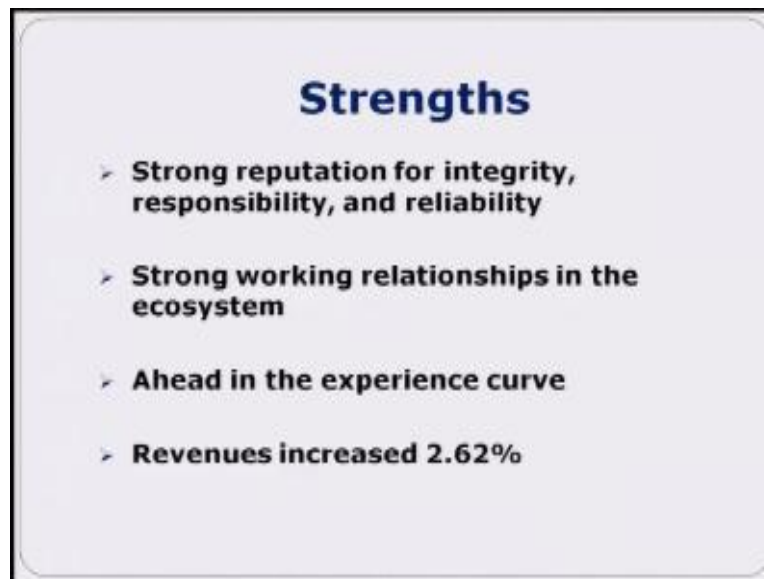 Strengths
Strong reputation for integrity,
responsibility, and reliability
Strong working relationships in the
ecosystem
Ahead in the experience curve
Revenues increased 2.62%